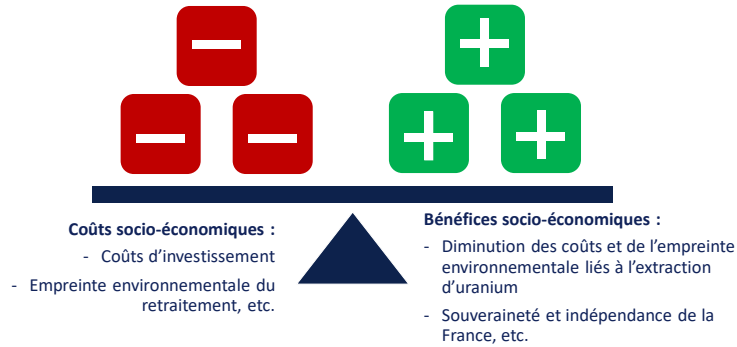 Coûts socio-économiques :
- Coûts d’investissement
- Empreinte environnementale du
retraitement, etc.
Bénéfices socio-économiques :
- Diminution des coûts et de l’empreinte
environnementale liés à l’extraction
d’uranium
- Souveraineté et indépendance de la
France, etc.